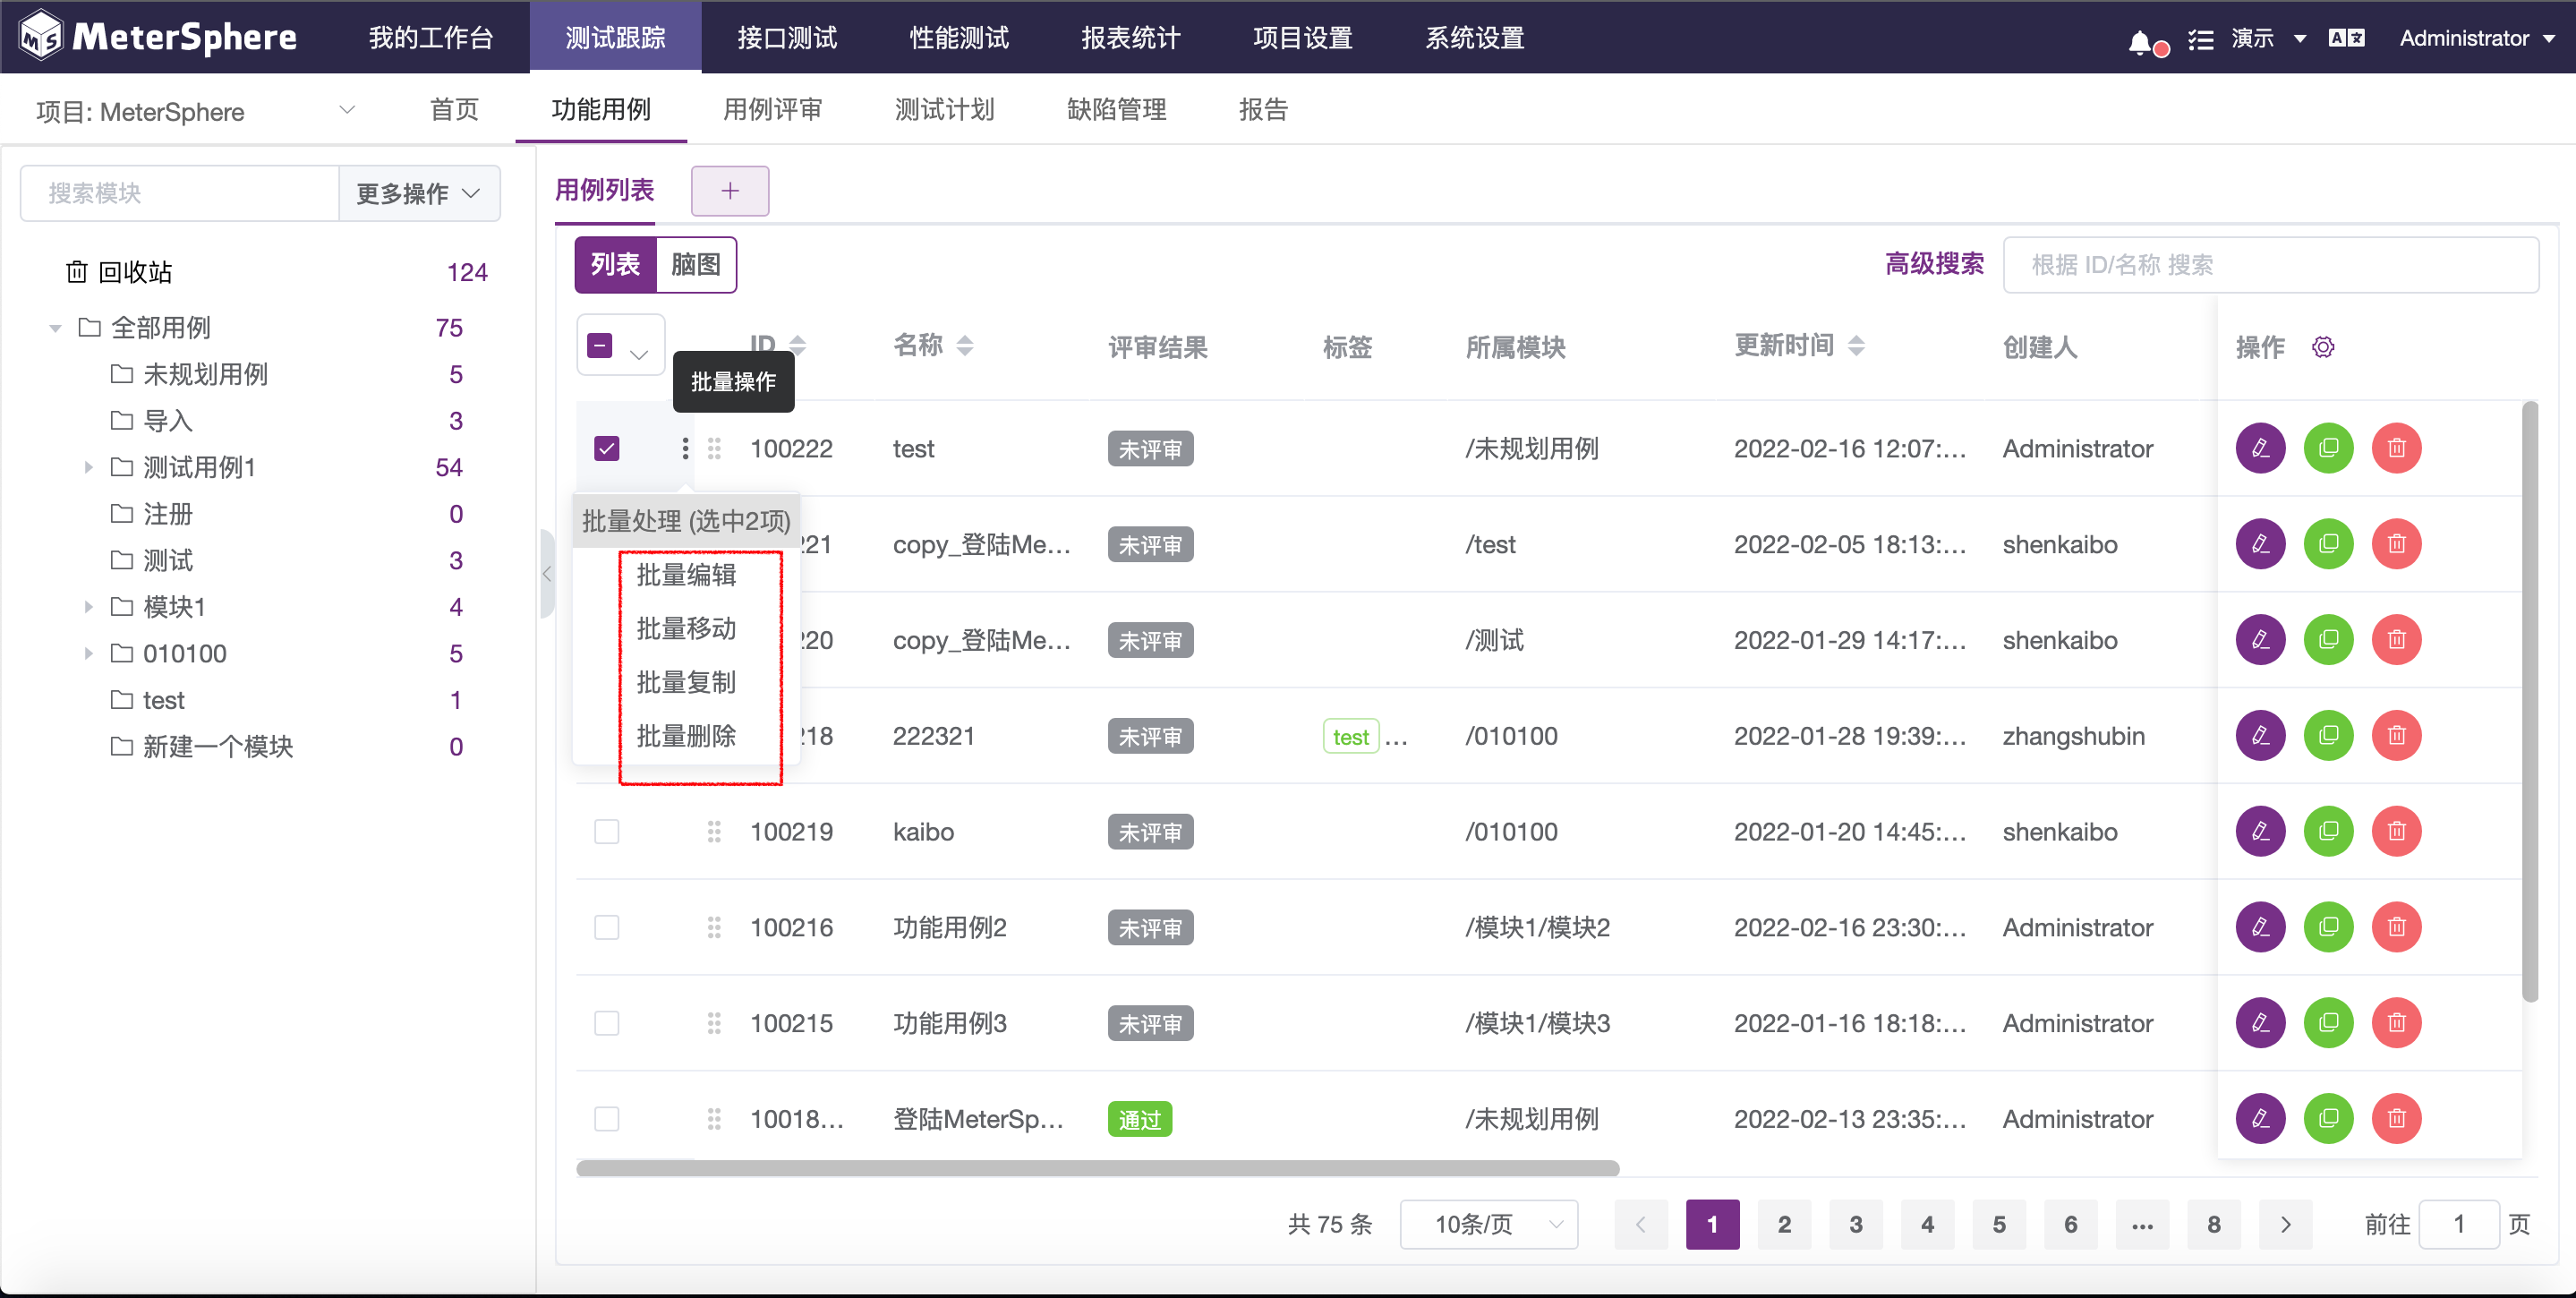 MeterSphere 我的工作台 测试跟踪 接口测试 性能测试 报表统计 项目设置 系统设置 演示 Administrator
项目: MeterSphere 首页 功能用例 用例评审 测试计划 缺陷管理 报告
搜索模块 更多操作
回收站 124
全部用例 75
未规划用例 5
导入 3
测试用例1 54
注册 0
测试 3
模块1 4
010100 5
test 1
新建一个模块 0
用例列表 +
列表 脑图 高级搜索 根据 ID/名称 搜索
ID 名称 评审结果 标签 所属模块 更新时间 创建人 操作
批量操作
100222 test 未评审 /未规划用例 2022-02-16 12:07:... Administrator
批量处理 (选中2项)
批量编辑
批量移动
批量复制
批量删除
21 copy_登陆Me... 未评审 /test 2022-02-05 18:13:... shenkaibo
220 copy_登陆Me... 未评审 /测试 2022-01-29 14:17:... shenkaibo
218 222321 未评审 test ... /010100 2022-01-28 19:39:... zhangshubin
100219 kaibo 未评审 /010100 2022-01-20 14:45:... shenkaibo
100216 功能用例2 未评审 /模块1/模块2 2022-02-16 23:30:... Administrator
100215 功能用例3 未评审 /模块1/模块3 2022-01-16 18:18:... Administrator
10018... 登陆MeterSp... 通过 /未规划用例 2022-02-13 23:35:... Administrator
共 75 条 10条/页 1 2 3 4 5 6 ... 8 前往 1 页